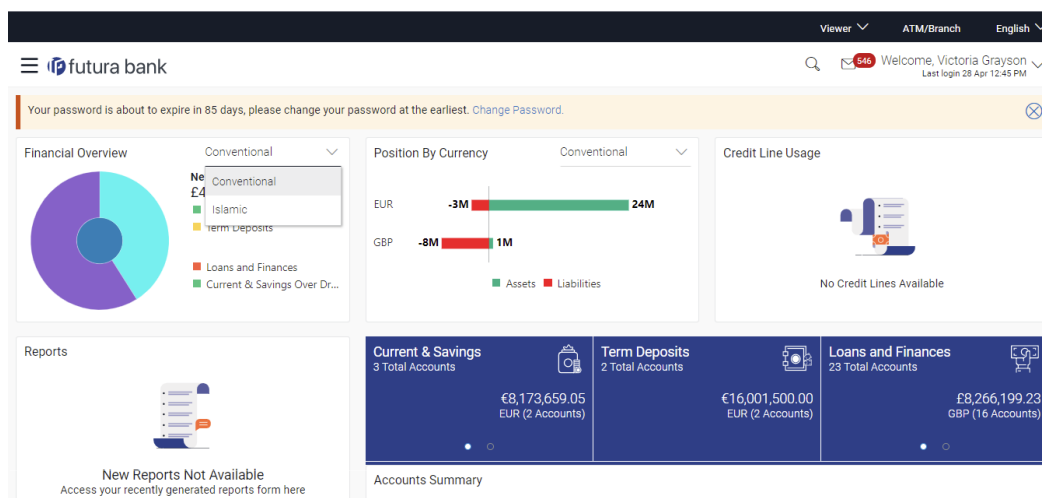 Viewer ATM/Branch English
futura bank
546 Welcome, Victoria Grayson
Last login 28 Apr 12:45 PM
Your password is about to expire in 85 days, please change your password at the earliest. Change Password.
Financial Overview Conventional
Conventional
Islamic
Ne
£4
Term Deposits
Loans and Finances
Current & Savings Over Dr...
Position By Currency Conventional
EUR -3M 24M
GBP -8M 1M
Assets Liabilities
Credit Line Usage
No Credit Lines Available
Reports
New Reports Not Available
Access your recently generated reports form here
Current & Savings
3 Total Accounts
€8,173,659.05
EUR (2 Accounts)
Term Deposits
2 Total Accounts
€16,001,500.00
EUR (2 Accounts)
Loans and Finances
23 Total Accounts
£8,266,199.23
GBP (16 Accounts)
Accounts Summary